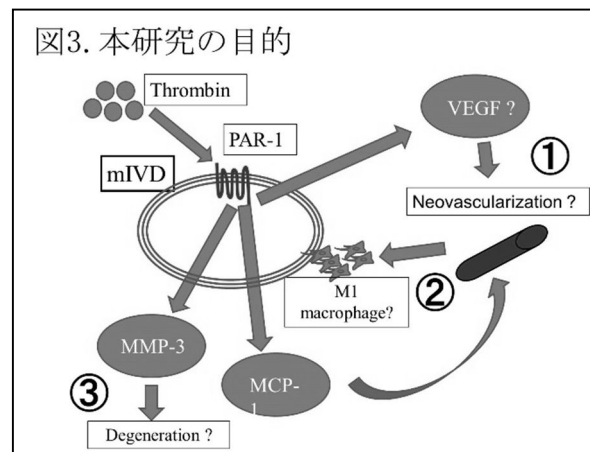 図3. 本研究の目的
Thrombin
VEGF ?
PAR-1
①
mIVD
Neovascularization ?
②
M1
macrophage?
MMP-3
MCP-
1
③
Degeneration ?